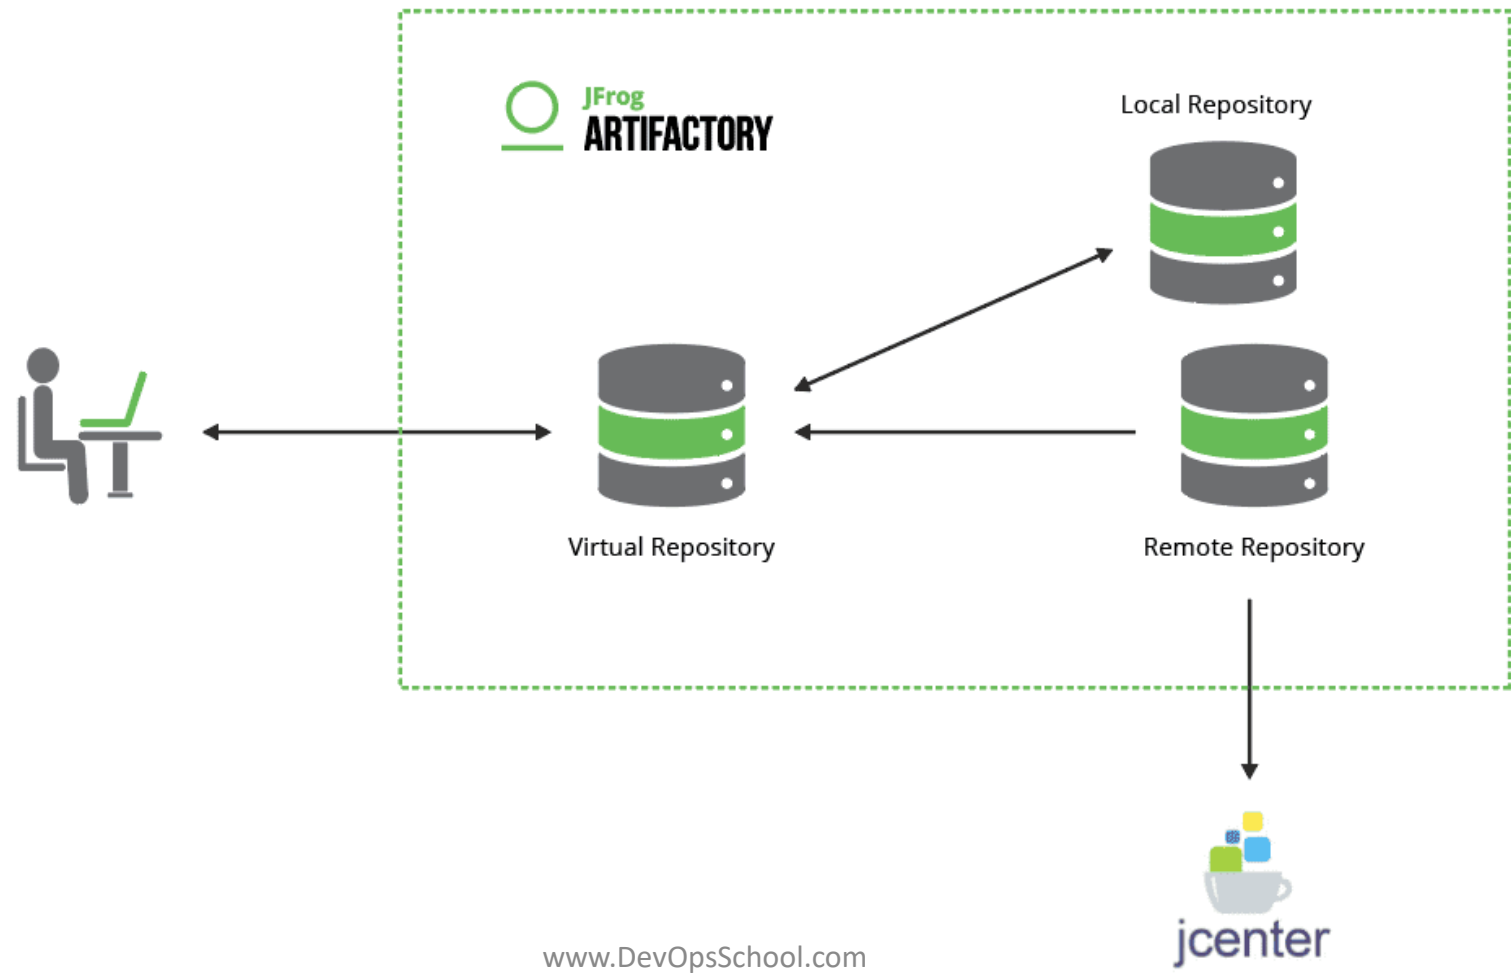 JFrog
ARTIFACTORY
Local Repository
Virtual Repository
Remote Repository
jcenter
www.DevOpsSchool.com